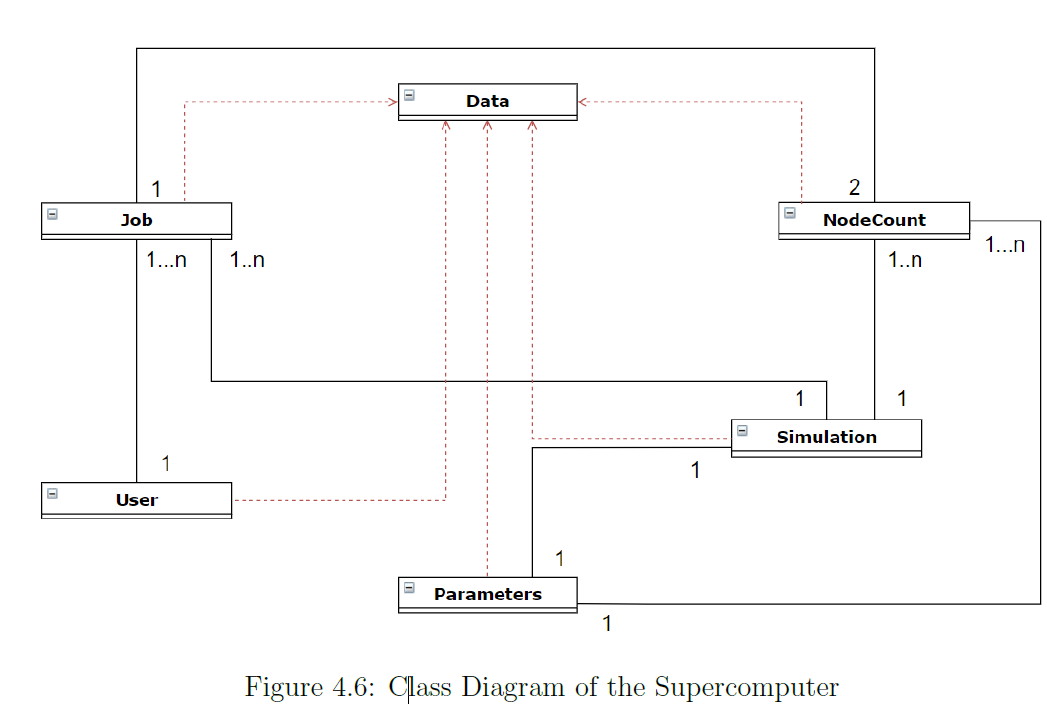 Data
1
2
Job
NodeCount
1...n
1..n
1..n
1...n
1
1
Simulation
1
1
User
1
Parameters
1
Figure 4.6: Class Diagram of the Supercomputer